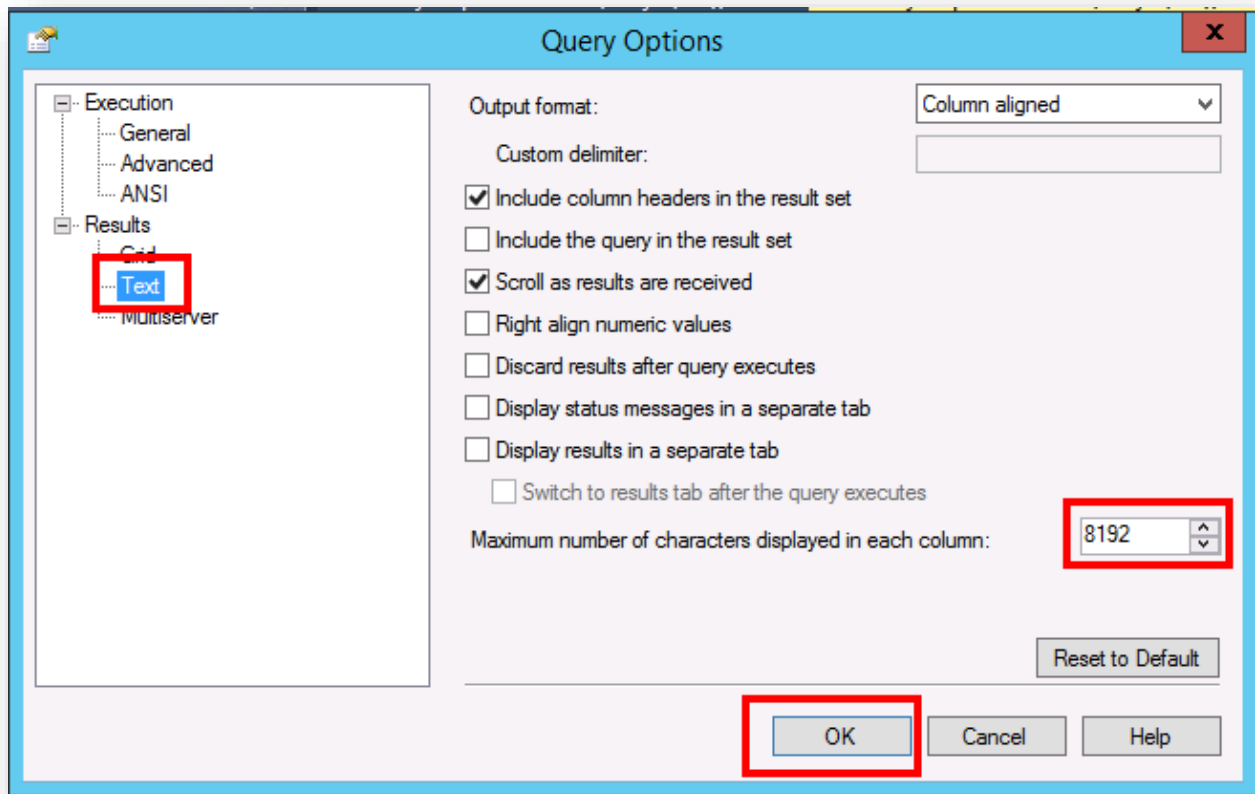 Query Options
x
Execution
General
Advanced
ANSI
Results
Grid
Text
Multiserver
Output format:
Column aligned
Custom delimiter:
Include column headers in the result set
Include the query in the result set
Scroll as results are received
Right align numeric values
Discard results after query executes
Display status messages in a separate tab
Display results in a separate tab
Switch to results tab after the query executes
Maximum number of characters displayed in each column:
8192
Reset to Default
OK
Cancel
Help